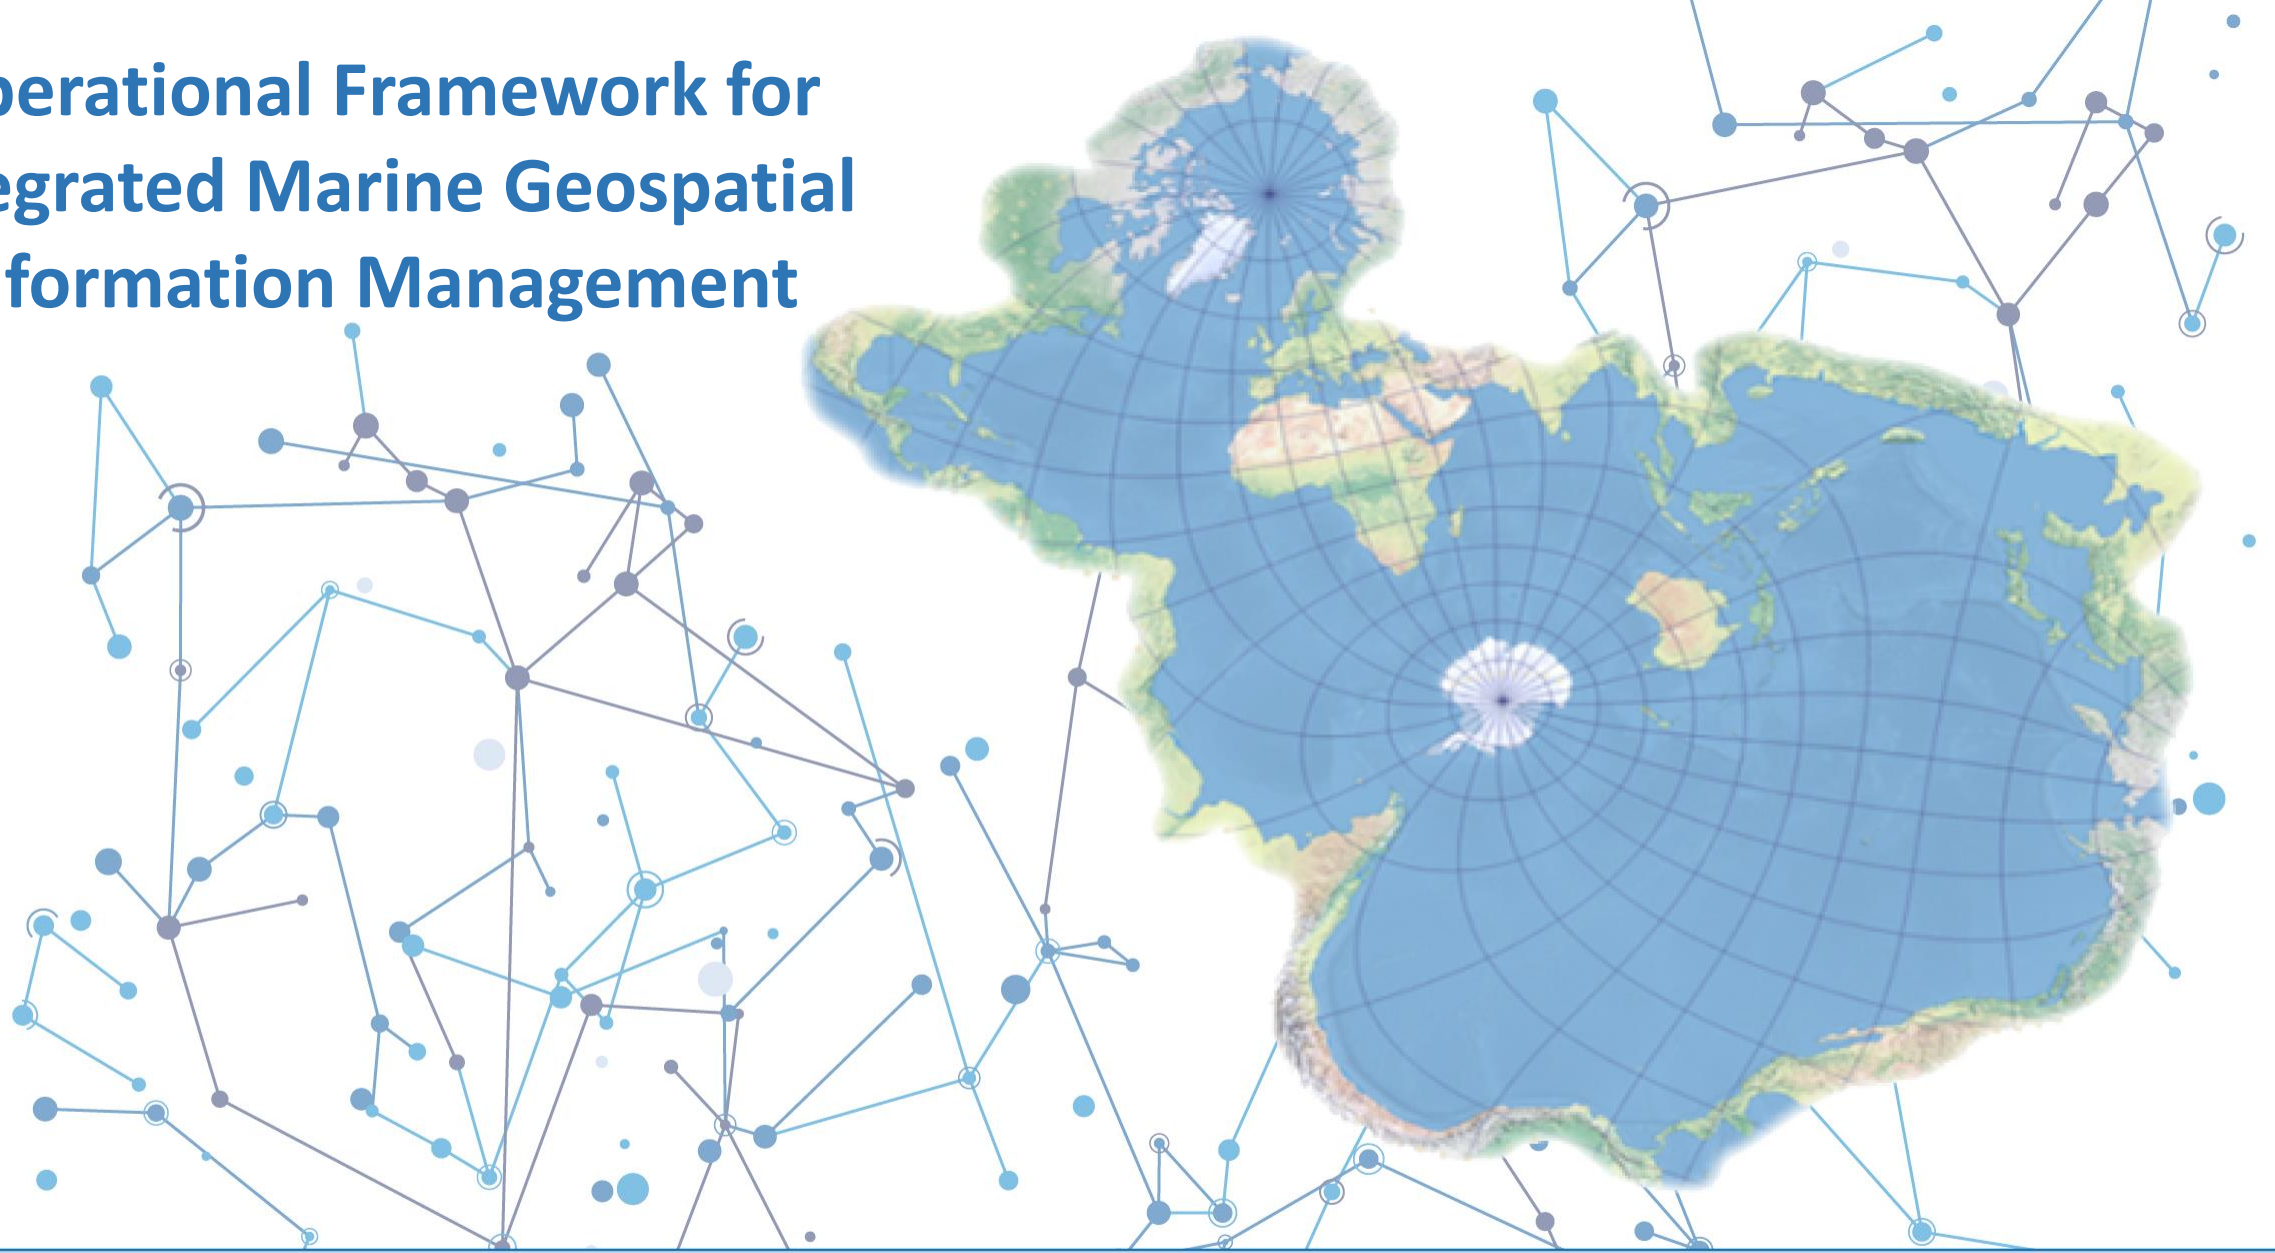 perational Framework for
egrated Marine Geospatial
formation Management